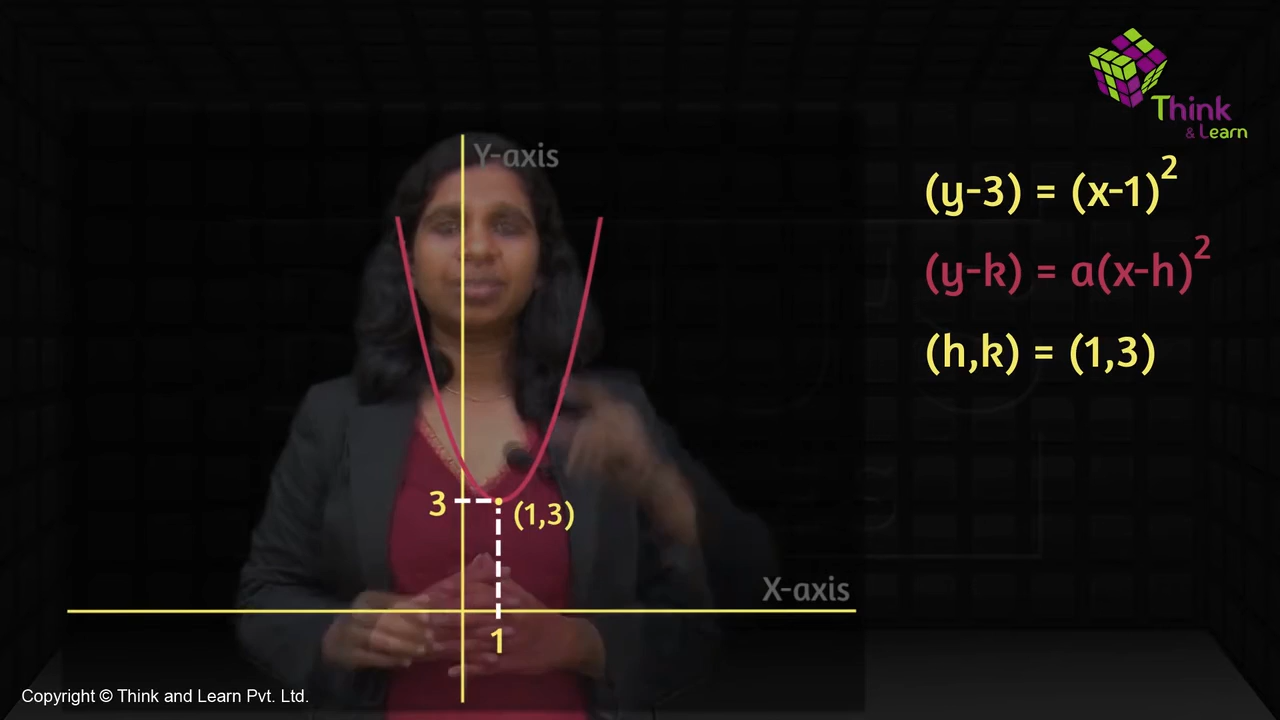 Think
& Learn
Y-axis
(y-3) = (x-1)²
(y-k) = a(x-h)²
(h,k) = (1,3)
3
(1,3)
X-axis
1
Copyright © Think and Learn Pvt. Ltd.